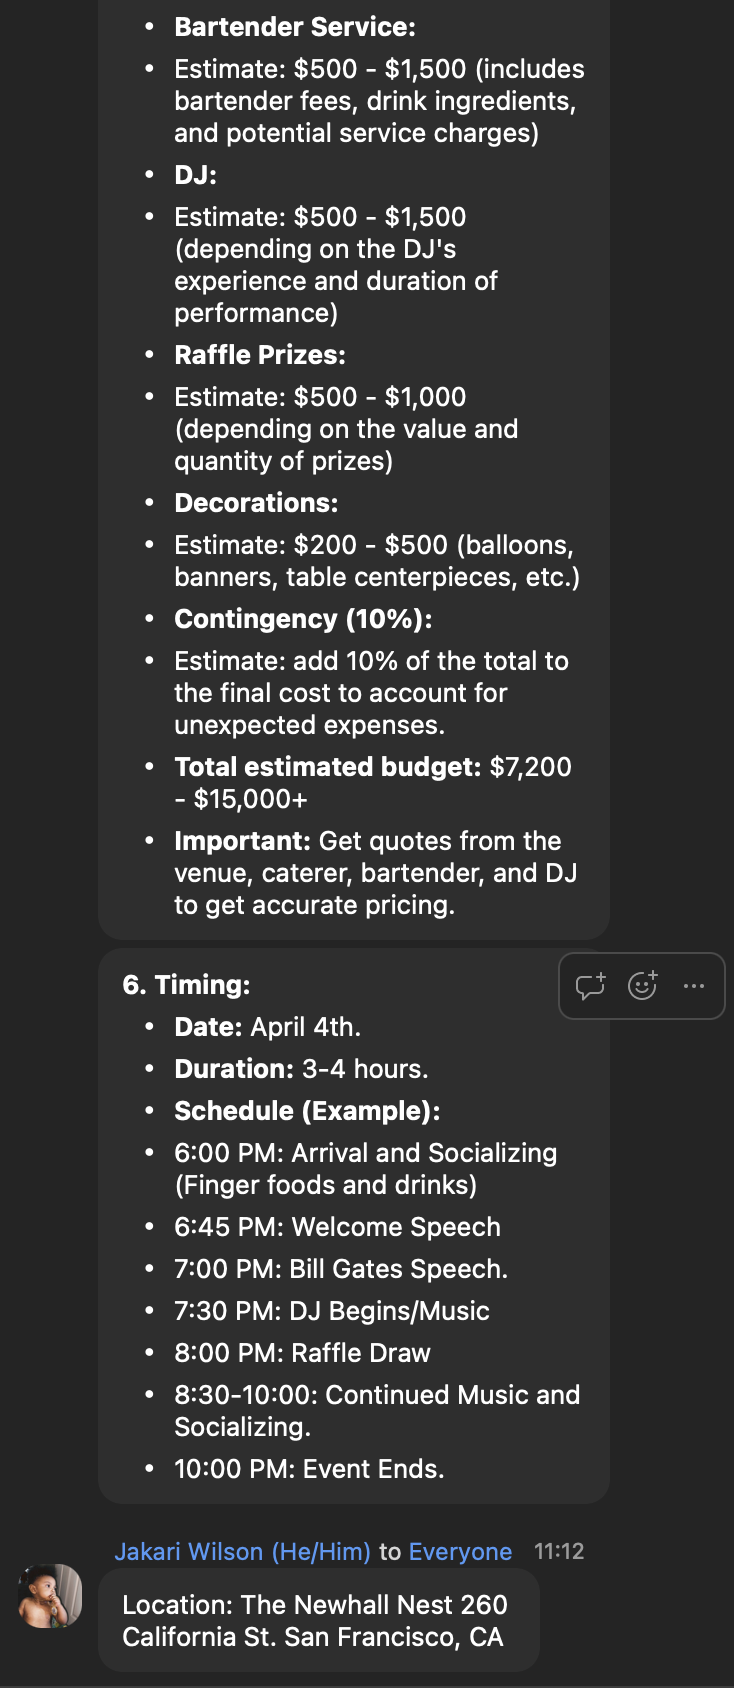 • Bartender Service:
• Estimate: $500 - $1,500 (includes
bartender fees, drink ingredients,
and potential service charges)
• DJ:
• Estimate: $500 - $1,500
(depending on the DJ's
experience and duration of
performance)
• Raffle Prizes:
• Estimate: $500 - $1,000
(depending on the value and
quantity of prizes)
• Decorations:
• Estimate: $200 - $500 (balloons,
banners, table centerpieces, etc.)
• Contingency (10%):
• Estimate: add 10% of the total to
the final cost to account for
unexpected expenses.
• Total estimated budget: $7,200
- $15,000+
• Important: Get quotes from the
venue, caterer, bartender, and DJ
to get accurate pricing.
6. Timing:
• Date: April 4th.
• Duration: 3-4 hours.
• Schedule (Example):
• 6:00 PM: Arrival and Socializing
(Finger foods and drinks)
• 6:45 PM: Welcome Speech
• 7:00 PM: Bill Gates Speech.
• 7:30 PM: DJ Begins/Music
• 8:00 PM: Raffle Draw
• 8:30-10:00: Continued Music and
Socializing.
• 10:00 PM: Event Ends.
Jakari Wilson (He/Him) to Everyone 11:12
Location: The Newhall Nest 260
California St. San Francisco, CA